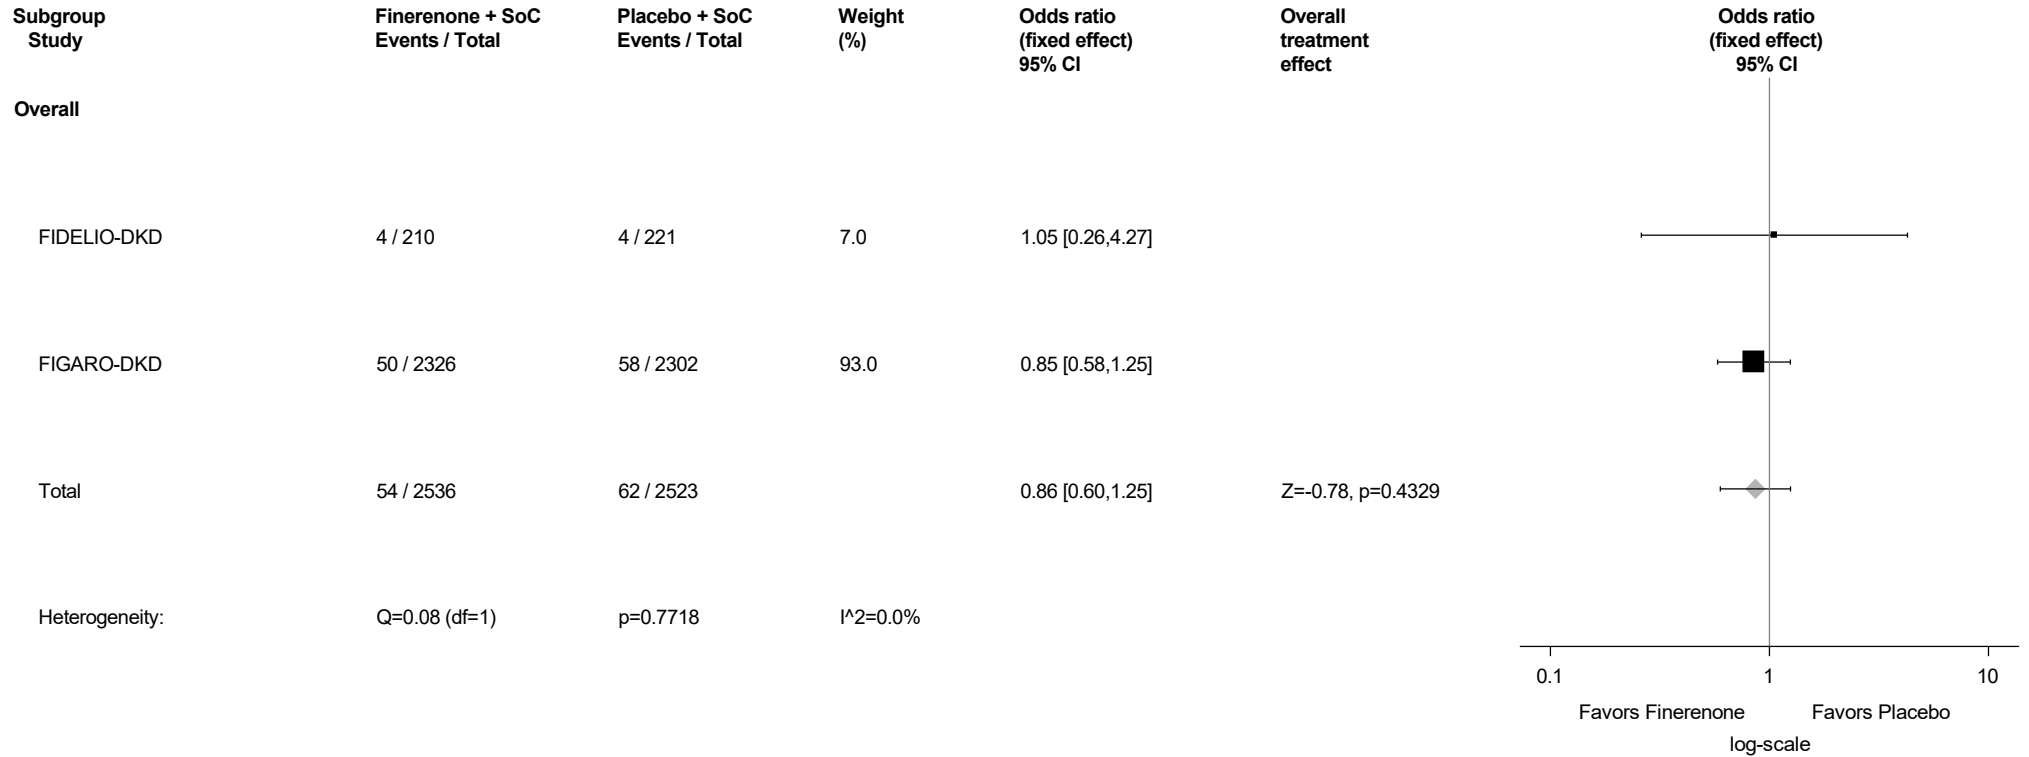 Subgroup Finerenone + SoC Placebo + SoC Weight Odds ratio Overall Odds ratio
Study Events / Total Events / Total (%) (fixed effect) treatment (fixed effect)
95% CI effect 95% CI
Overall
FIDELIO-DKD 4 / 210 4 / 221 7.0 1.05 [0.26,4.27]
FIGARO-DKD 50 / 2326 58 / 2302 93.0 0.85 [0.58,1.25]
Total 54 / 2536 62 / 2523 0.86 [0.60,1.25] Z=-0.78, p=0.4329
Heterogeneity: Q=0.08 (df=1) p=0.7718 I^2=0.0%
0.1 1 10
Favors Finerenone Favors Placebo
log-scale